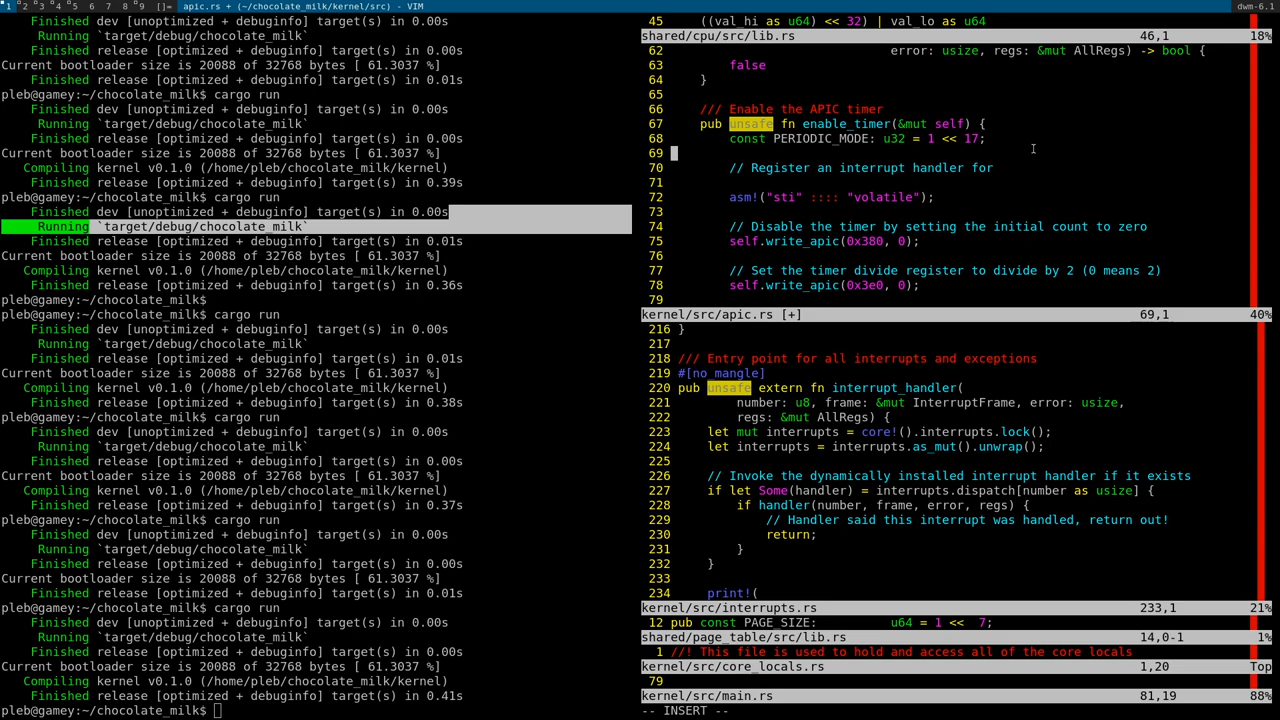 1 2 3 4 5 6 7 8 9 []= apic.rs + (~/chocolate_milk/kernel/src) - VIM dwm-6.1
Finished dev [unoptimized + debuginfo] target(s) in 0.00s
Running `target/debug/chocolate_milk`
Finished release [optimized + debuginfo] target(s) in 0.00s
Current bootloader size is 20088 of 32768 bytes [ 61.3037 %]
Finished release [optimized + debuginfo] target(s) in 0.01s
pleb@gamey:~/chocolate_milk$ cargo run
Finished dev [unoptimized + debuginfo] target(s) in 0.00s
Running `target/debug/chocolate_milk`
Finished release [optimized + debuginfo] target(s) in 0.00s
Current bootloader size is 20088 of 32768 bytes [ 61.3037 %]
Compiling kernel v0.1.0 (/home/pleb/chocolate_milk/kernel)
Finished release [optimized + debuginfo] target(s) in 0.39s
pleb@gamey:~/chocolate_milk$ cargo run
Finished dev [unoptimized + debuginfo] target(s) in 0.00s
Running `target/debug/chocolate_milk`
Finished release [optimized + debuginfo] target(s) in 0.01s
Current bootloader size is 20088 of 32768 bytes [ 61.3037 %]
Compiling kernel v0.1.0 (/home/pleb/chocolate_milk/kernel)
Finished release [optimized + debuginfo] target(s) in 0.36s
pleb@gamey:~/chocolate_milk$
pleb@gamey:~/chocolate_milk$ cargo run
Finished dev [unoptimized + debuginfo] target(s) in 0.00s
Running `target/debug/chocolate_milk`
Finished release [optimized + debuginfo] target(s) in 0.01s
Current bootloader size is 20088 of 32768 bytes [ 61.3037 %]
Compiling kernel v0.1.0 (/home/pleb/chocolate_milk/kernel)
Finished release [optimized + debuginfo] target(s) in 0.38s
pleb@gamey:~/chocolate_milk$ cargo run
Finished dev [unoptimized + debuginfo] target(s) in 0.00s
Running `target/debug/chocolate_milk`
Finished release [optimized + debuginfo] target(s) in 0.00s
Current bootloader size is 20088 of 32768 bytes [ 61.3037 %]
Compiling kernel v0.1.0 (/home/pleb/chocolate_milk/kernel)
Finished release [optimized + debuginfo] target(s) in 0.37s
pleb@gamey:~/chocolate_milk$ cargo run
Finished dev [unoptimized + debuginfo] target(s) in 0.00s
Running `target/debug/chocolate_milk`
Finished release [optimized + debuginfo] target(s) in 0.00s
Current bootloader size is 20088 of 32768 bytes [ 61.3037 %]
Finished release [optimized + debuginfo] target(s) in 0.01s
pleb@gamey:~/chocolate_milk$ cargo run
Finished dev [unoptimized + debuginfo] target(s) in 0.00s
Running `target/debug/chocolate_milk`
Finished release [optimized + debuginfo] target(s) in 0.00s
Current bootloader size is 20088 of 32768 bytes [ 61.3037 %]
Compiling kernel v0.1.0 (/home/pleb/chocolate_milk/kernel)
Finished release [optimized + debuginfo] target(s) in 0.41s
pleb@gamey:~/chocolate_milk$
45 ((val_hi as u64) << 32) | val_lo as u64
shared/cpu/src/lib.rs 46,1 18%
62 error: usize, regs: &mut AllRegs) -> bool {
63 false
64 }
65
66 /// Enable the APIC timer
67 pub unsafe fn enable_timer(&mut self) {
68 const PERIODIC_MODE: u32 = 1 << 17;
69
70 // Register an interrupt handler for
71
72 asm!("sti" :::: "volatile");
73
74 // Disable the timer by setting the initial count to zero
75 self.write_apic(0x380, 0);
76
77 // Set the timer divide register to divide by 2 (0 means 2)
78 self.write_apic(0x3e0, 0);
79
kernel/src/apic.rs [+] 69,1 40%
216 }
217
218 /// Entry point for all interrupts and exceptions
219 #[no_mangle]
220 pub unsafe extern fn interrupt_handler(
221 number: u8, frame: &mut InterruptFrame, error: usize,
222 regs: &mut AllRegs) {
223 let mut interrupts = core!().interrupts.lock();
224 let interrupts = interrupts.as_mut().unwrap();
225
226 // Invoke the dynamically installed interrupt handler if it exists
227 if let Some(handler) = interrupts.dispatch[number as usize] {
228 if handler(number, frame, error, regs) {
229 // Handler said this interrupt was handled, return out!
230 return;
231 }
232 }
233
234 print!(
kernel/src/interrupts.rs 233,1 21%
12 pub const PAGE_SIZE: u64 = 1 << 7;
shared/page_table/src/lib.rs 14,0-1 1%
1 //! This file is used to hold and access all of the core locals
kernel/src/core_locals.rs 1,20 Top
79
kernel/src/main.rs 81,19 88%
-- INSERT --